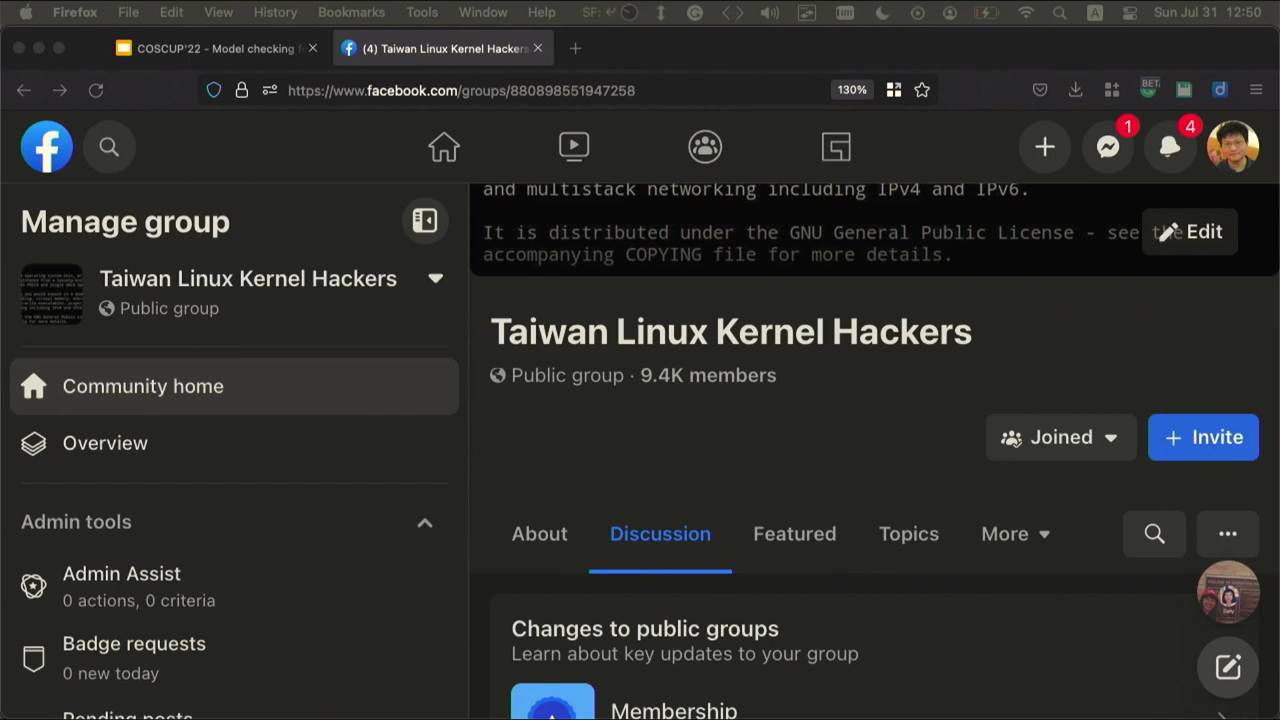 Firefox File Edit View History Bookmarks Tools Window Help SF: A Sun Jul 31 12:50
COSCUP'22 - Model checking f
(4) Taiwan Linux Kernel Hackers
https://www.facebook.com/groups/880898551947258 130%
BET
d
1
4
and multistack networking including IPv4 and IPv6.
It is distributed under the GNU General Public License - see the
accompanying COPYING file for more details.
Edit
Manage group
Taiwan Linux Kernel Hackers
Public group
Community home
Overview
Admin tools
Admin Assist
0 actions, 0 criteria
Badge requests
0 new today
Pending posts
Taiwan Linux Kernel Hackers
Public group · 9.4K members
Joined
+ Invite
About Discussion Featured Topics More
Changes to public groups
Learn about key updates to your group
Membership